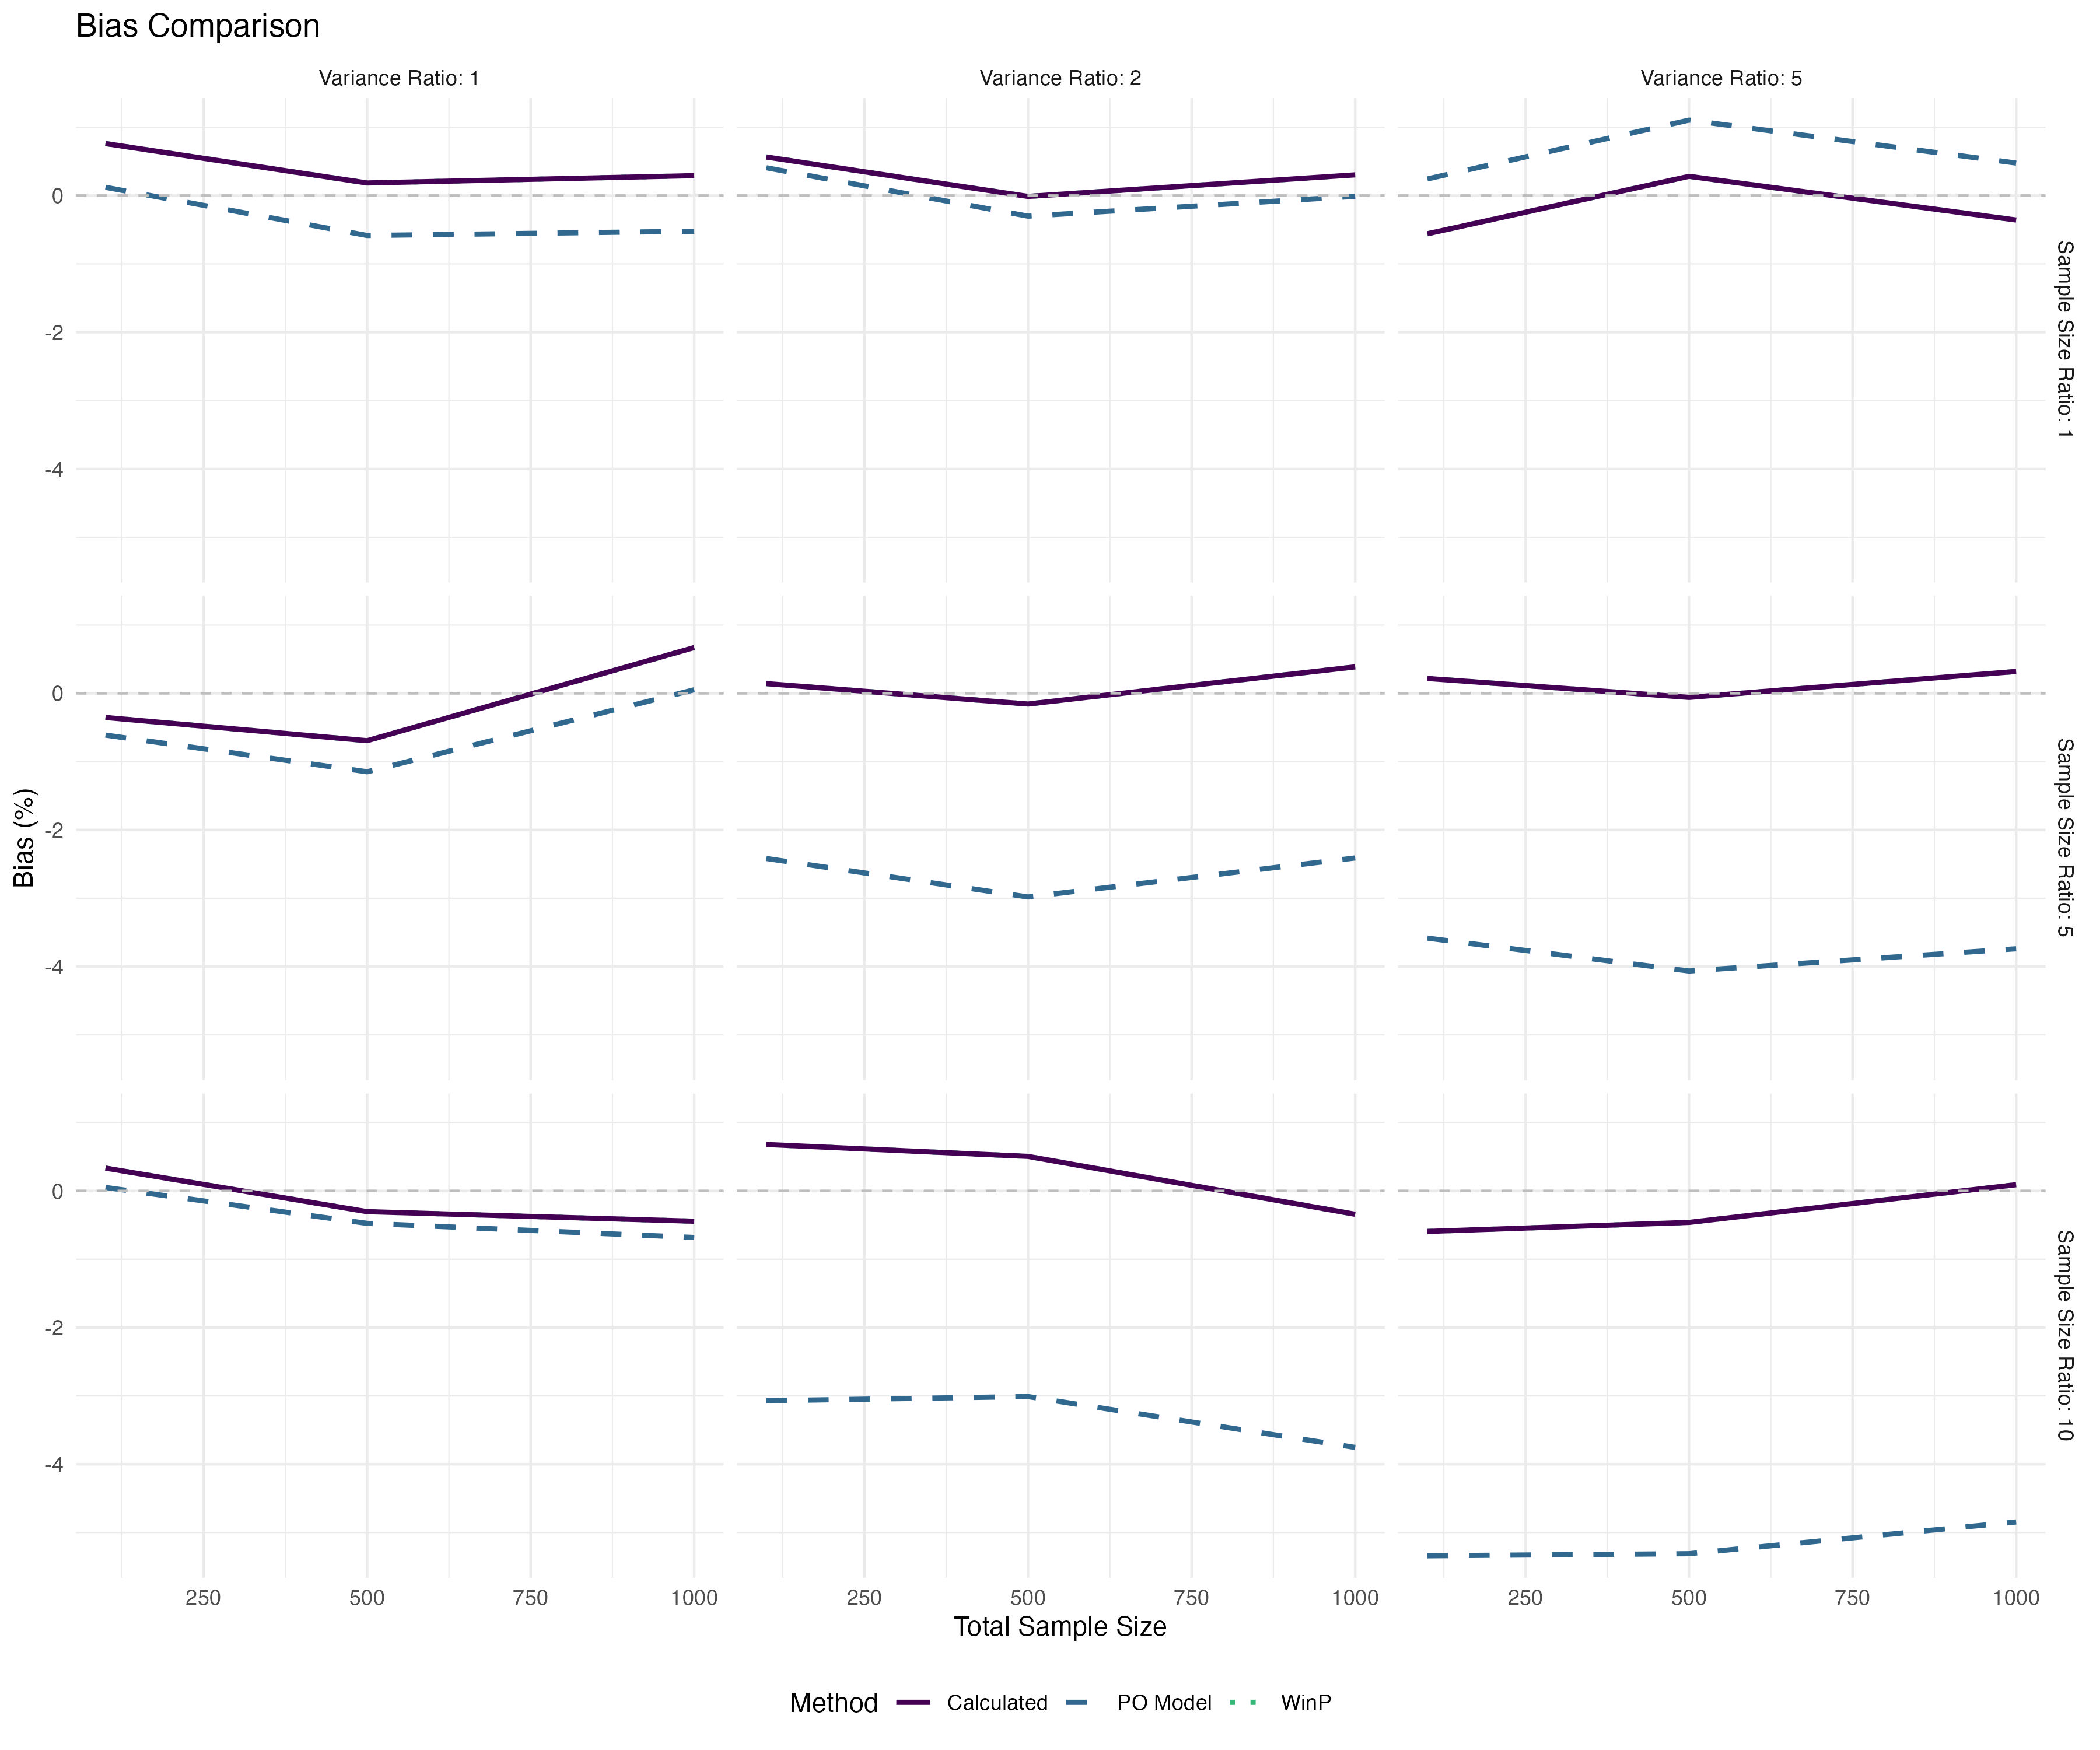 Bias Comparison
Variance Ratio: 1
Variance Ratio: 2
Variance Ratio: 5
0
-2
-4
Sample Size Ratio: 1
0
-2
-4
Sample Size Ratio: 5
0
-2
-4
Sample Size Ratio: 10
Bias (%)
250 500 750 1000
250 500 750 1000
250 500 750 1000
Total Sample Size
Method Calculated PO Model WinP